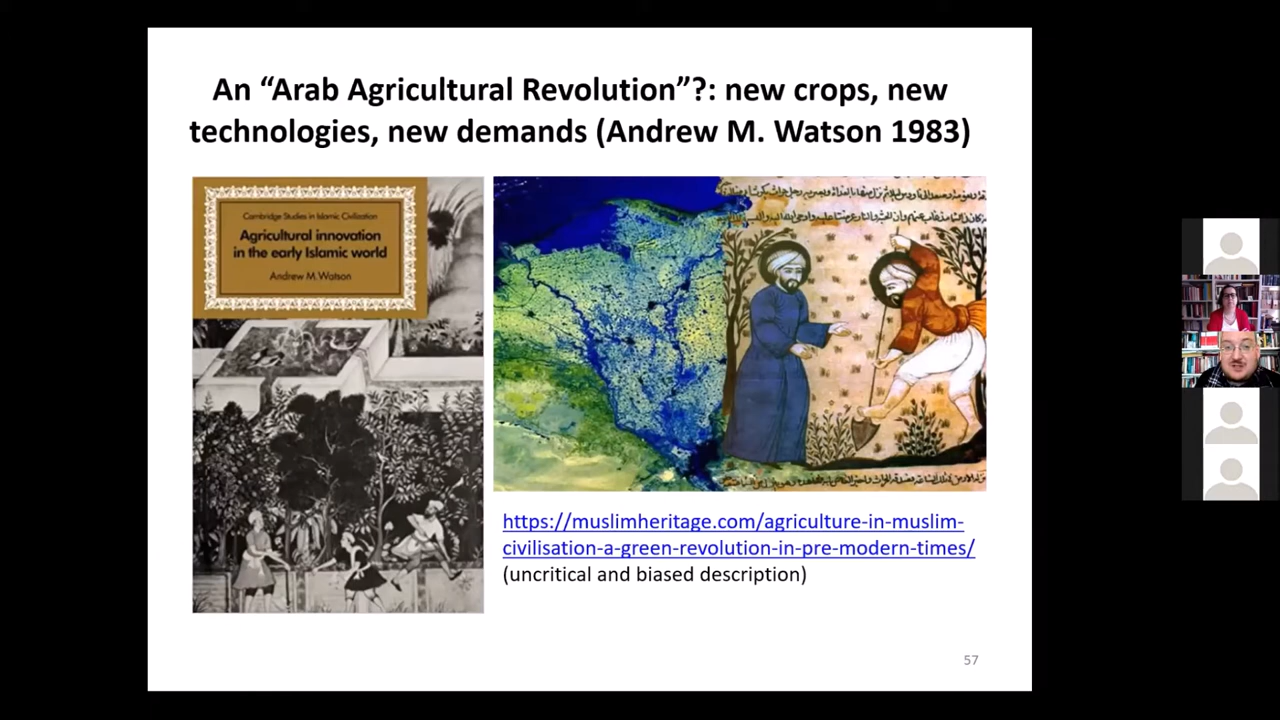 An “Arab Agricultural Revolution”?: new crops, new
technologies, new demands (Andrew M. Watson 1983)
Cambridge Studies in Islamic Civilization
Agricultural innovation
in the early Islamic world
Andrew M. Watson
https://muslimheritage.com/agriculture-in-muslim-
civilisation-a-green-revolution-in-pre-modern-times/
(uncritical and biased description)
57